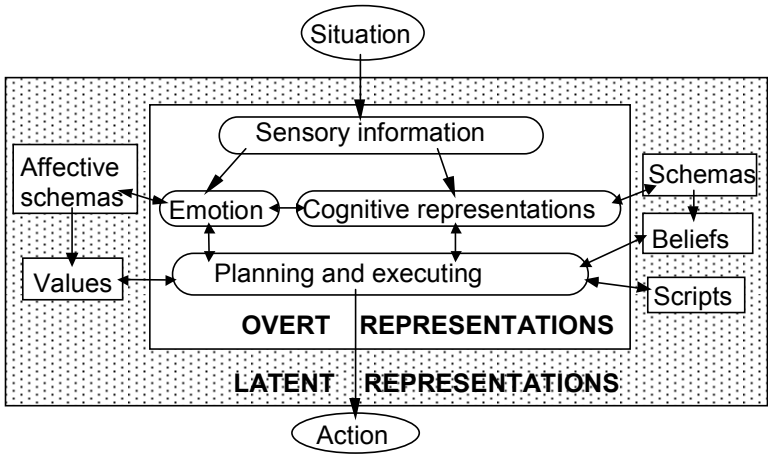 Situation
Sensory information
Affective
schemas
Schemas
Emotion
Cognitive representations
Beliefs
Values
Planning and executing
Scripts
OVERT REPRESENTATIONS
LATENT REPRESENTATIONS
Action